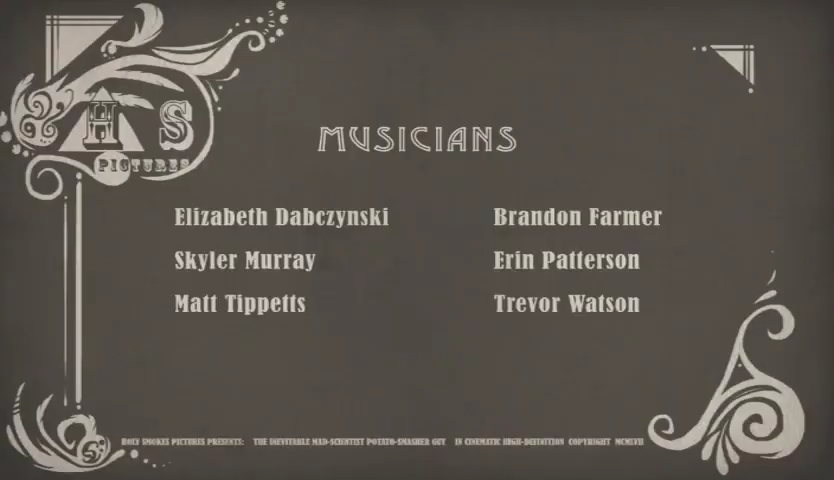 H S
PICTURES
MUSICIANS
Elizabeth Dabczynski
Brandon Farmer
Skyler Murray
Erin Patterson
Matt Tippetts
Trevor Watson
HOLY SMOKES PICTURES PRESENTS: THE INEVITABLE MAD-SCIENTIST POTATO-SMASHER GUY IN CINEMATIC HIGH-DEFINITION COPYRIGHT MCMLVII